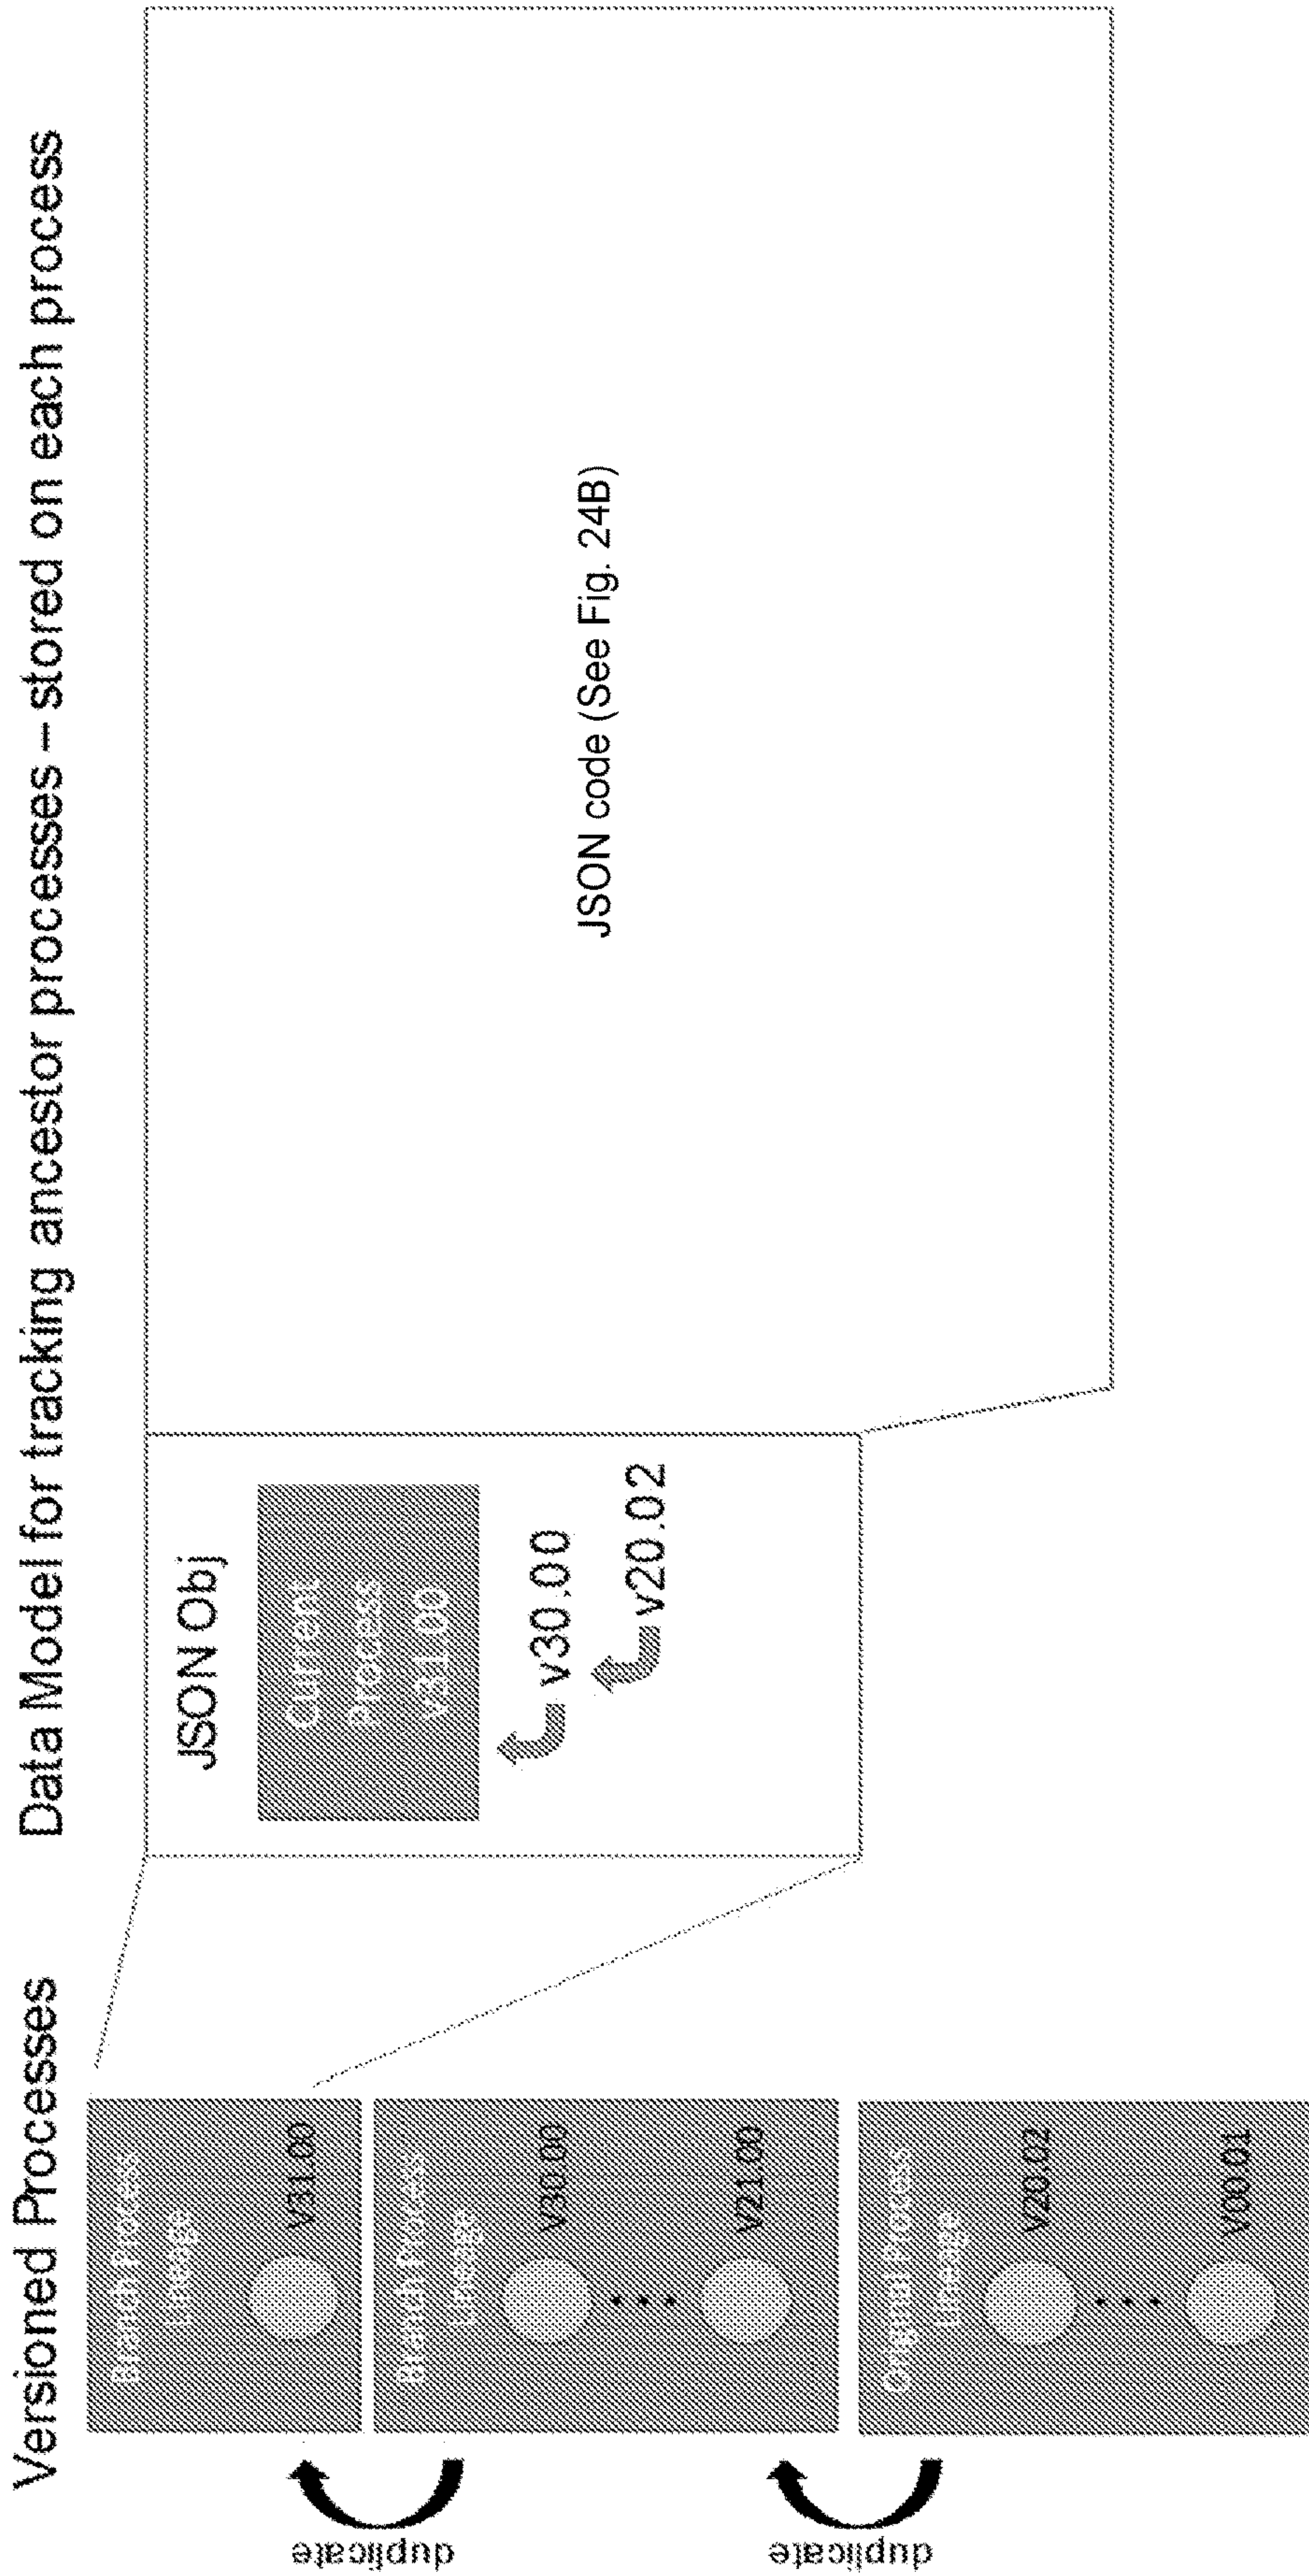 Versioned Processes
Data Model for tracking ancestor processes – stored on each process
duplicate
duplicate
Branch Process
Lineage
v31.00
Branch Process
Lineage
v30.00
v21.00
Original Process
Lineage
v20.02
v00.01
JSON Obj
Current
Process
v31.00
v30.00
v20.02
JSON code (See Fig. 24B)